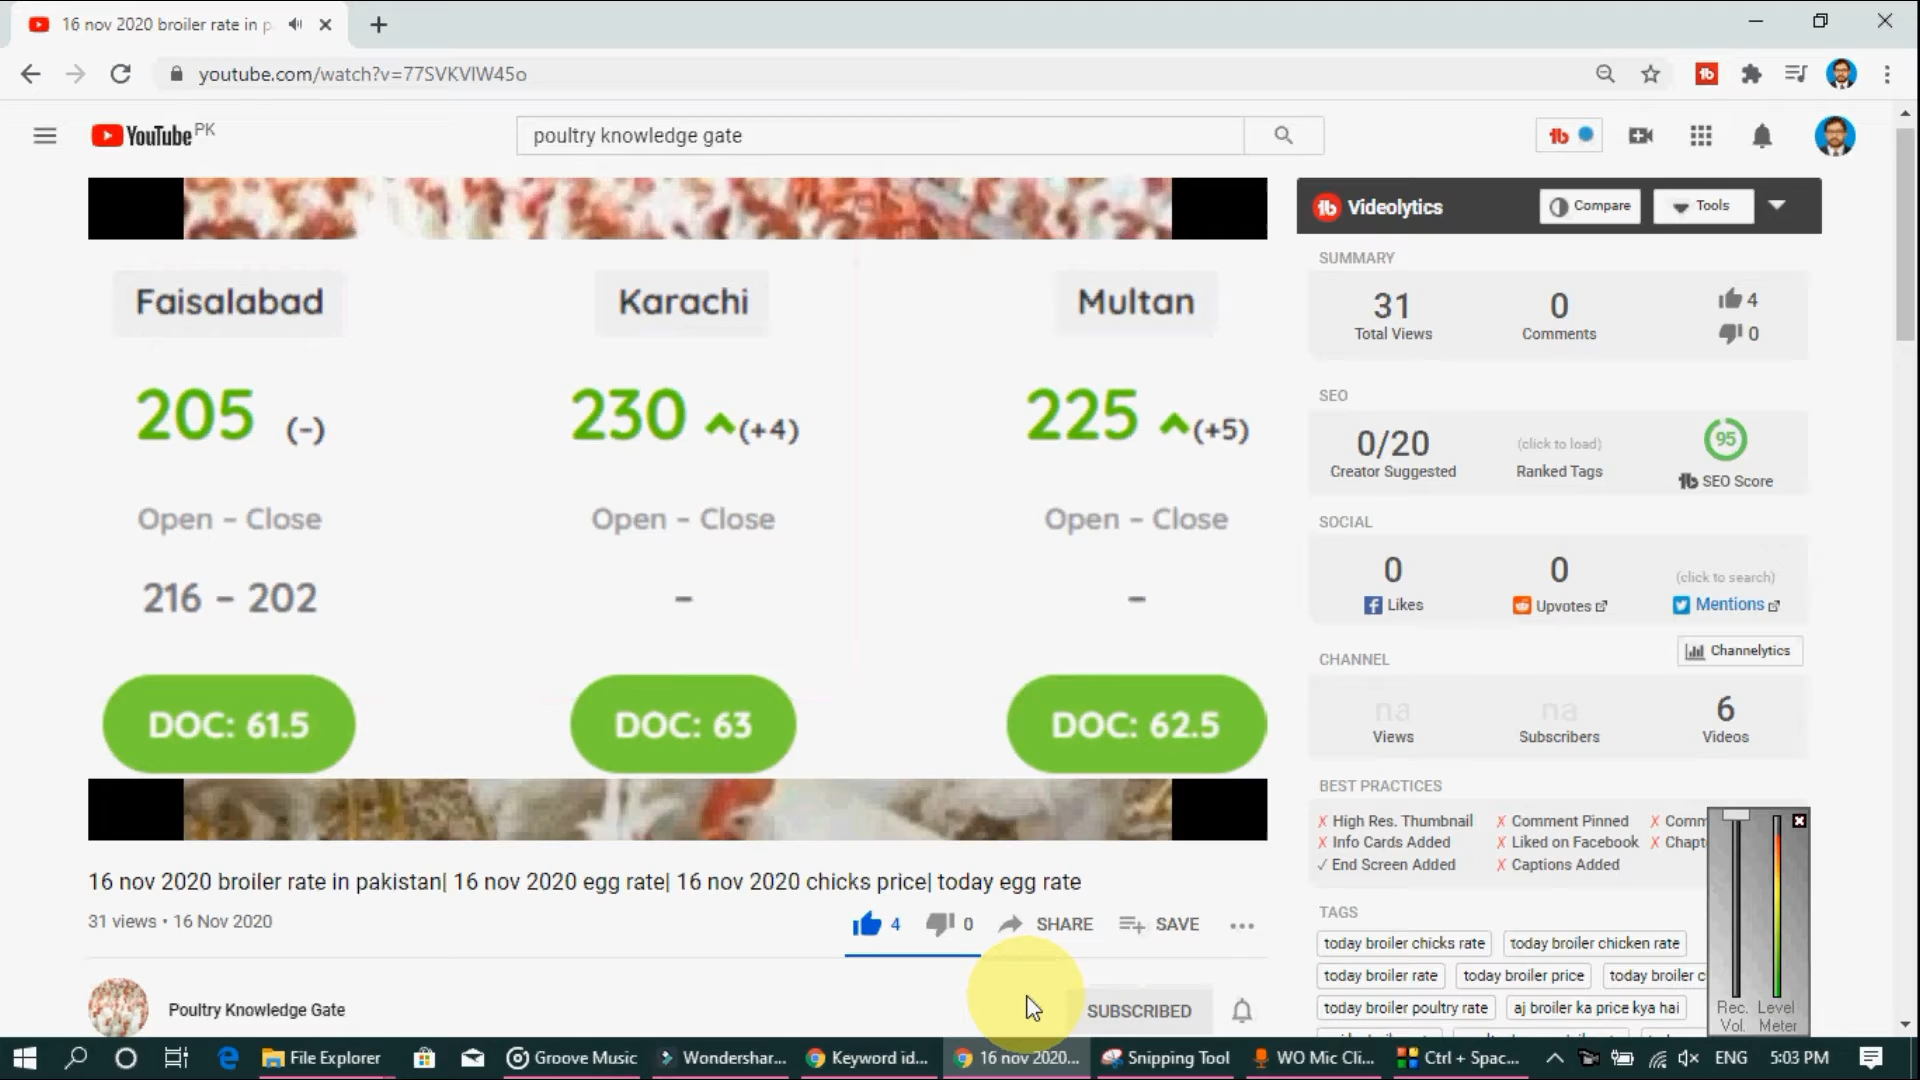 16 nov 2020 broiler rate in p
youtube.com/watch?v=77SVKVIW45o
YouTube PK
poultry knowledge gate
Faisalabad Karachi Multan
205 (-) 230 (+4) 225 (+5)
Open - Close Open - Close Open - Close
216 - 202 - -
DOC: 61.5 DOC: 63 DOC: 62.5
16 nov 2020 broiler rate in pakistan| 16 nov 2020 egg rate| 16 nov 2020 chicks price| today egg rate
31 views • 16 Nov 2020
4 0 SHARE SAVE
Poultry Knowledge Gate
SUBSCRIBED
Videolytics Compare Tools
SUMMARY
31 0 4
Total Views Comments 0
SEO
0/20 (click to load) 95
Creator Suggested Ranked Tags SEO Score
SOCIAL
0 0 (click to search)
Likes Upvotes Mentions
CHANNEL Channelytics
na na 6
Views Subscribers Videos
BEST PRACTICES
X High Res. Thumbnail X Comment Pinned X Comm
X Info Cards Added X Liked on Facebook X Chapt
✓ End Screen Added X Captions Added
TAGS
today broiler chicks rate today broiler chicken rate
today broiler rate today broiler price today broiler c
today broiler poultry rate aj broiler ka price kya hai
Rec. Level
Vol. Meter
File Explorer Groove Music Wondershar... Keyword id... 16 nov 2020... Snipping Tool WO Mic Cli... Ctrl + Spac... ENG 5:03 PM